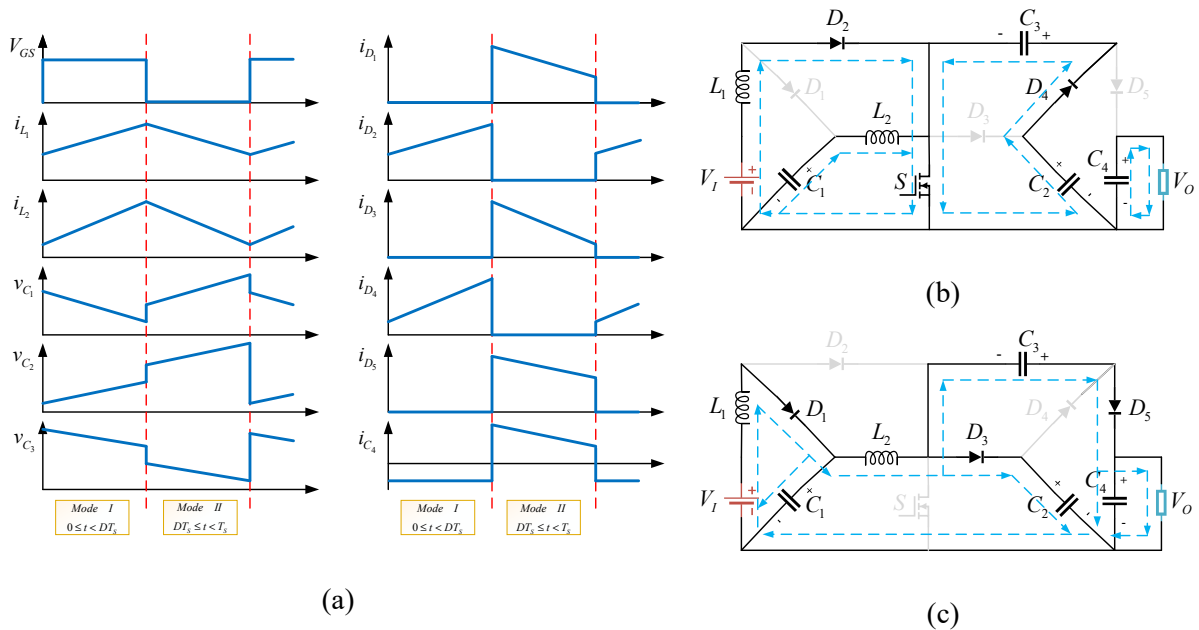 V_GS
i_L1
i_L2
v_C1
v_C2
v_C3
Mode I
0 ≤ t < DT_S
Mode II
DT_S ≤ t < T_S
i_D1
i_D2
i_D3
i_D4
i_D5
i_C4
Mode I
0 ≤ t < DT_S
Mode II
DT_S ≤ t < T_S
(a)
D_2
C_3
- +
L_1
D_1
D_4
D_5
L_2
D_3
V_I
+
C_1
+
-
S
C_2
+
-
C_4
+
-
V_O
(b)
D_2
C_3
- +
L_1
D_1
D_4
D_5
L_2
D_3
V_I
+
C_1
+
-
S
C_2
+
-
C_4
+
-
V_O
(c)